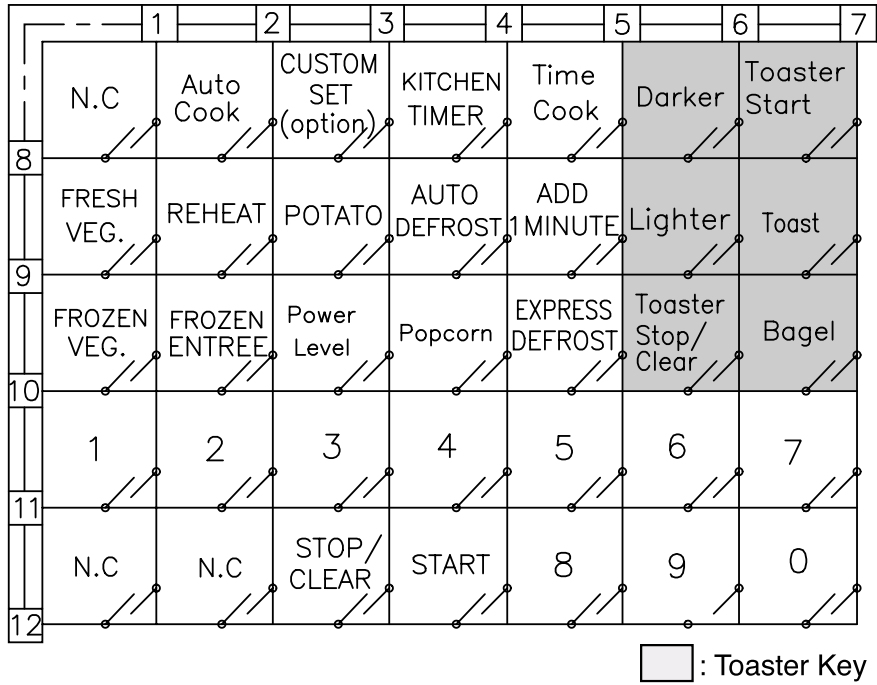 1 2 3 4 5 6 7
N.C
Auto
Cook
CUSTOM
SET
(option)
KITCHEN
TIMER
Time
Cook
Darker
Toaster
Start
8
FRESH
VEG.
REHEAT
POTATO
AUTO
DEFROST
ADD
1 MINUTE
Lighter
Toast
9
FROZEN
VEG.
FROZEN
ENTREE
Power
Level
Popcorn
EXPRESS
DEFROST
Toaster
Stop/
Clear
Bagel
10
1 2 3 4 5 6 7
11
N.C
N.C
STOP/
CLEAR
START
8
9
0
12
: Toaster Key